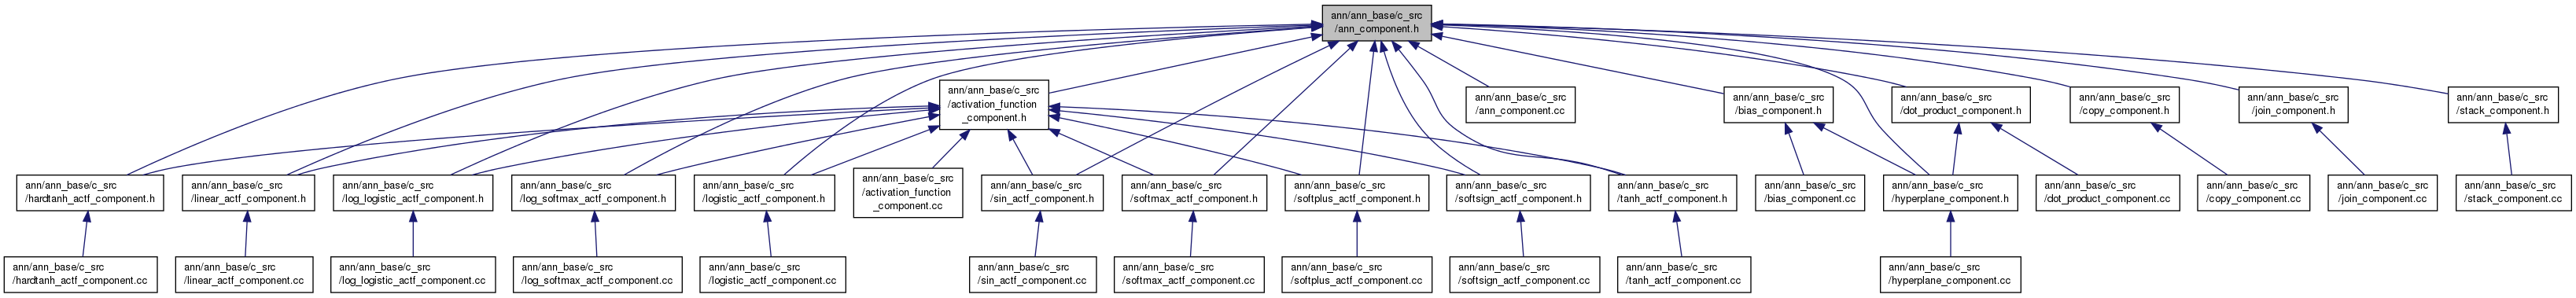 ann/ann_base/c_src
/ann_component.h
ann/ann_base/c_src
/activation_function
_component.h
ann/ann_base/c_src
/ann_component.cc
ann/ann_base/c_src
/bias_component.h
ann/ann_base/c_src
/dot_product_component.h
ann/ann_base/c_src
/copy_component.h
ann/ann_base/c_src
/join_component.h
ann/ann_base/c_src
/stack_component.h
ann/ann_base/c_src
/hardtanh_actf_component.h
ann/ann_base/c_src
/linear_actf_component.h
ann/ann_base/c_src
/log_logistic_actf_component.h
ann/ann_base/c_src
/log_softmax_actf_component.h
ann/ann_base/c_src
/logistic_actf_component.h
ann/ann_base/c_src
/activation_function
_component.cc
ann/ann_base/c_src
/sin_actf_component.h
ann/ann_base/c_src
/softmax_actf_component.h
ann/ann_base/c_src
/softplus_actf_component.h
ann/ann_base/c_src
/softsign_actf_component.h
ann/ann_base/c_src
/tanh_actf_component.h
ann/ann_base/c_src
/bias_component.cc
ann/ann_base/c_src
/hyperplane_component.h
ann/ann_base/c_src
/dot_product_component.cc
ann/ann_base/c_src
/copy_component.cc
ann/ann_base/c_src
/join_component.cc
ann/ann_base/c_src
/stack_component.cc
ann/ann_base/c_src
/hardtanh_actf_component.cc
ann/ann_base/c_src
/linear_actf_component.cc
ann/ann_base/c_src
/log_logistic_actf_component.cc
ann/ann_base/c_src
/log_softmax_actf_component.cc
ann/ann_base/c_src
/logistic_actf_component.cc
ann/ann_base/c_src
/sin_actf_component.cc
ann/ann_base/c_src
/softmax_actf_component.cc
ann/ann_base/c_src
/softplus_actf_component.cc
ann/ann_base/c_src
/softsign_actf_component.cc
ann/ann_base/c_src
/tanh_actf_component.cc
ann/ann_base/c_src
/hyperplane_component.cc